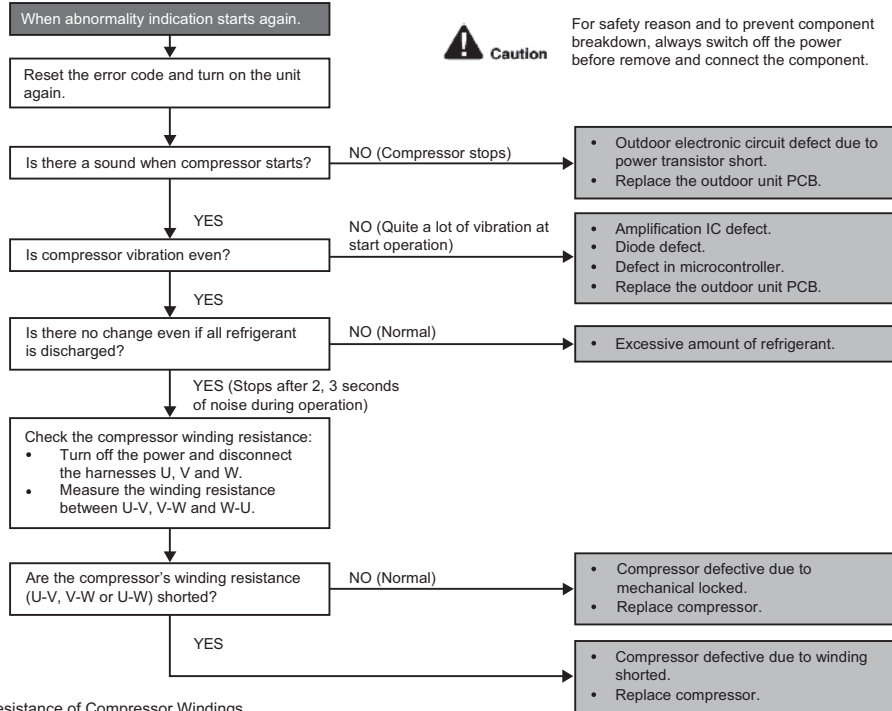 When abnormality indication starts again.
Caution
For safety reason and to prevent component
breakdown, always switch off the power
before remove and connect the component.
Reset the error code and turn on the unit
again.
Is there a sound when compressor starts?
NO (Compressor stops)
• Outdoor electronic circuit defect due to
power transistor short.
• Replace the outdoor unit PCB.
YES
NO (Quite a lot of vibration at
start operation)
Is compressor vibration even?
• Amplification IC defect.
• Diode defect.
• Defect in microcontroller.
• Replace the outdoor unit PCB.
YES
Is there no change even if all refrigerant
is discharged?
NO (Normal)
• Excessive amount of refrigerant.
YES (Stops after 2, 3 seconds
of noise during operation)
Check the compressor winding resistance:
• Turn off the power and disconnect
the harnesses U, V and W.
• Measure the winding resistance
between U-V, V-W and W-U.
Are the compressor's winding resistance
(U-V, V-W or U-W) shorted?
NO (Normal)
• Compressor defective due to
mechanical locked.
• Replace compressor.
YES
• Compressor defective due to winding
shorted.
• Replace compressor.
esistance of Compressor Windings